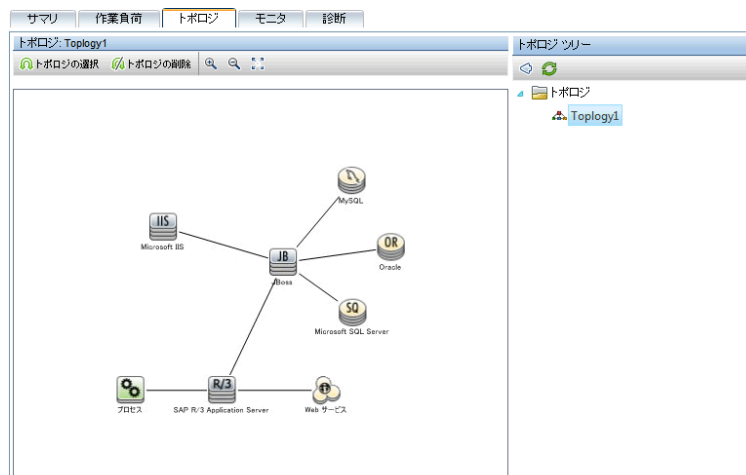 サマリ 作業負荷 トポロジ モニタ 診断
トポロジ: Toplogy1
トポロジの選択 トポロジの削除
トポロジ ツリー
トポロジ
Toplogy1
MySQL
IIS
Microsoft IIS
OR
Oracle
JB
JBoss
SQ
Microsoft SQL Server
プロセス
R/3
SAP R/3 Application Server
Web サービス